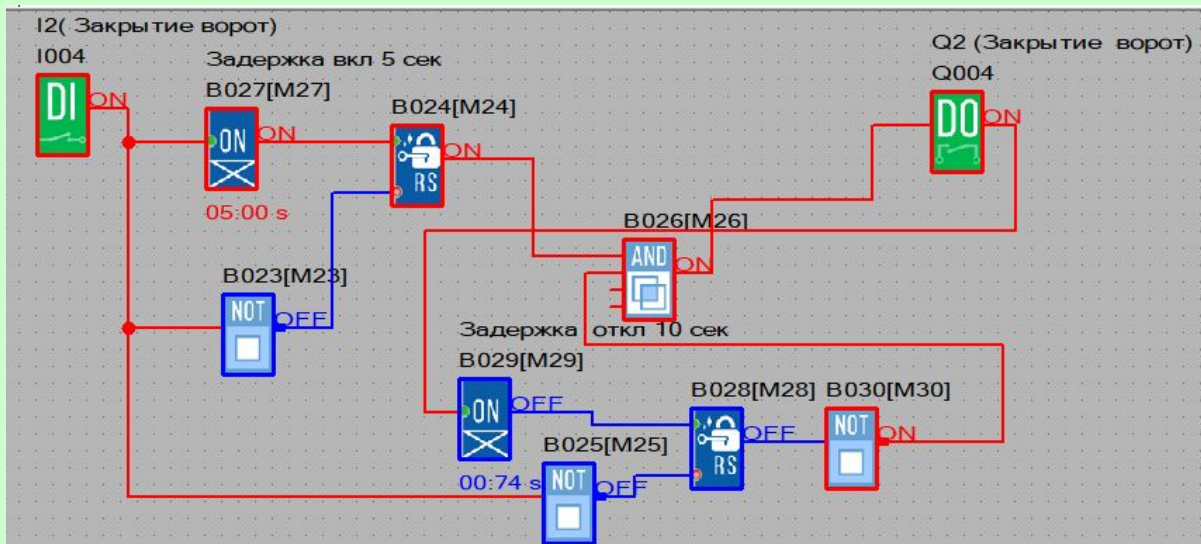 I2( Закрытие ворот)
I004
DI
ON
Задержка вкл 5 сек
B027[M27]
ON
ON
05:00 s
B024[M24]
ON
RS
B023[M23]
NOT
OFF
Q2 (Закрытие ворот)
Q004
DO
ON
B026[M26]
AND
ON
Задержка откл 10 сек
B029[M29]
ON
OFF
00:74 s
B025[M25]
NOT
OFF
B028[M28]
OFF
RS
B030[M30]
NOT
ON